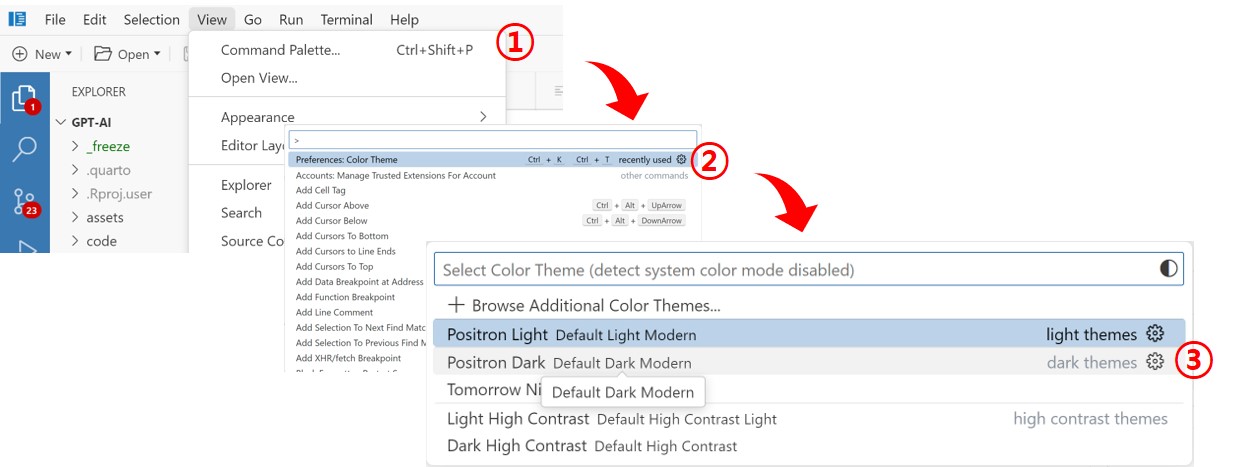 File Edit Selection View Go Run Terminal Help
New Open
Command Palette... Ctrl+Shift+P
①
Open View...
EXPLORER
1
GPT-AI
Appearance
Editor
_freeze
.quarto
.Rproj.user
23
assets
code
Explorer
Search
Source
>
Preferences: Color Theme Ctrl + K Ctrl + T recently used
②
Accounts: Manage Trusted Extensions For Account other commands
Add Cell Tag
Add Cursor Above Ctrl + Alt + UpArrow
Add Cursor Below Ctrl + Alt + DownArrow
Add Cursors To Bottom
Add Cursors to Line Ends
Add Cursors To Top
Add Data Breakpoint at Address
Add Function Breakpoint
Add Line Comment
Add Selection To Next Find
Add Selection To Previous Find
Add XHR/fetch Breakpoint
Select Color Theme (detect system color mode disabled)
Browse Additional Color Themes...
Positron Light Default Light Modern light themes
Positron Dark Default Dark Modern dark themes
③
Tomorrow
Default Dark Modern
Light High Contrast Default High Contrast Light high contrast themes
Dark High Contrast Default High Contrast